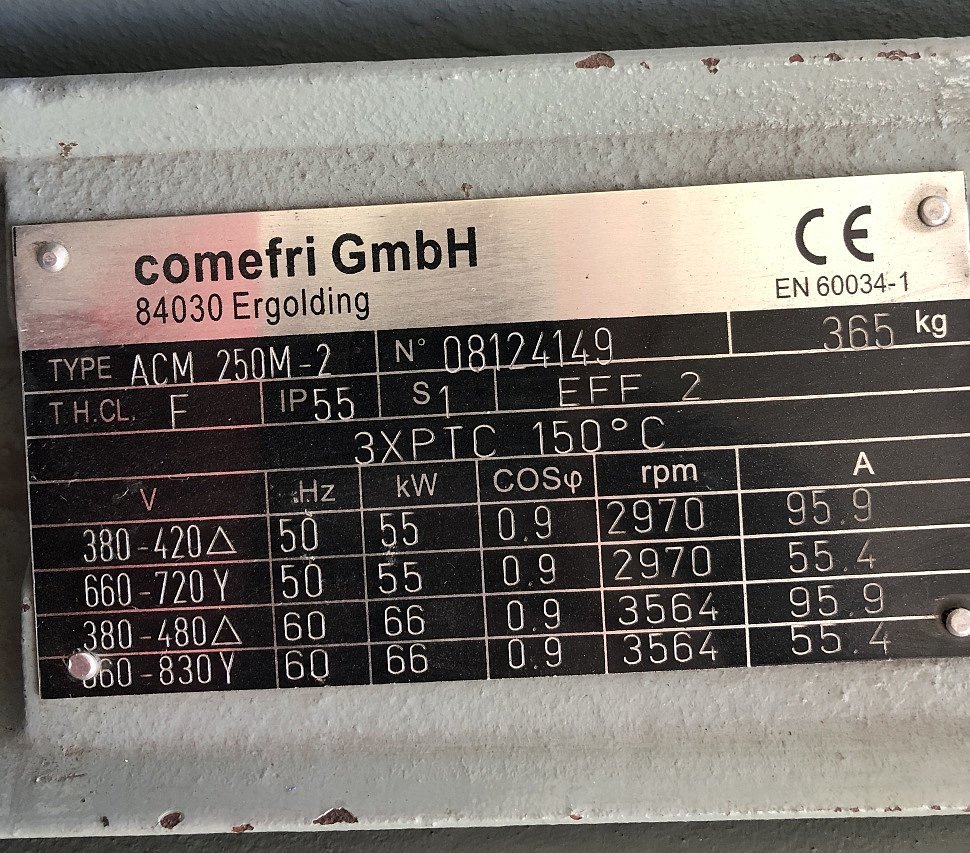 comefri GmbH
84030 Ergolding
CE
EN 60034-1
TYPE ACM 250M-2 N° 08124149 365 kg
T.H.CL. F IP55 S1 EFF 2
3XPTC 150°C
V Hz kW COSφ rpm A
380-420△ 50 55 0.9 2970 95.9
660-720Y 50 55 0.9 2970 55.4
380-480△ 60 66 0.9 3564 95.9
660-830Y 60 66 0.9 3564 55.4